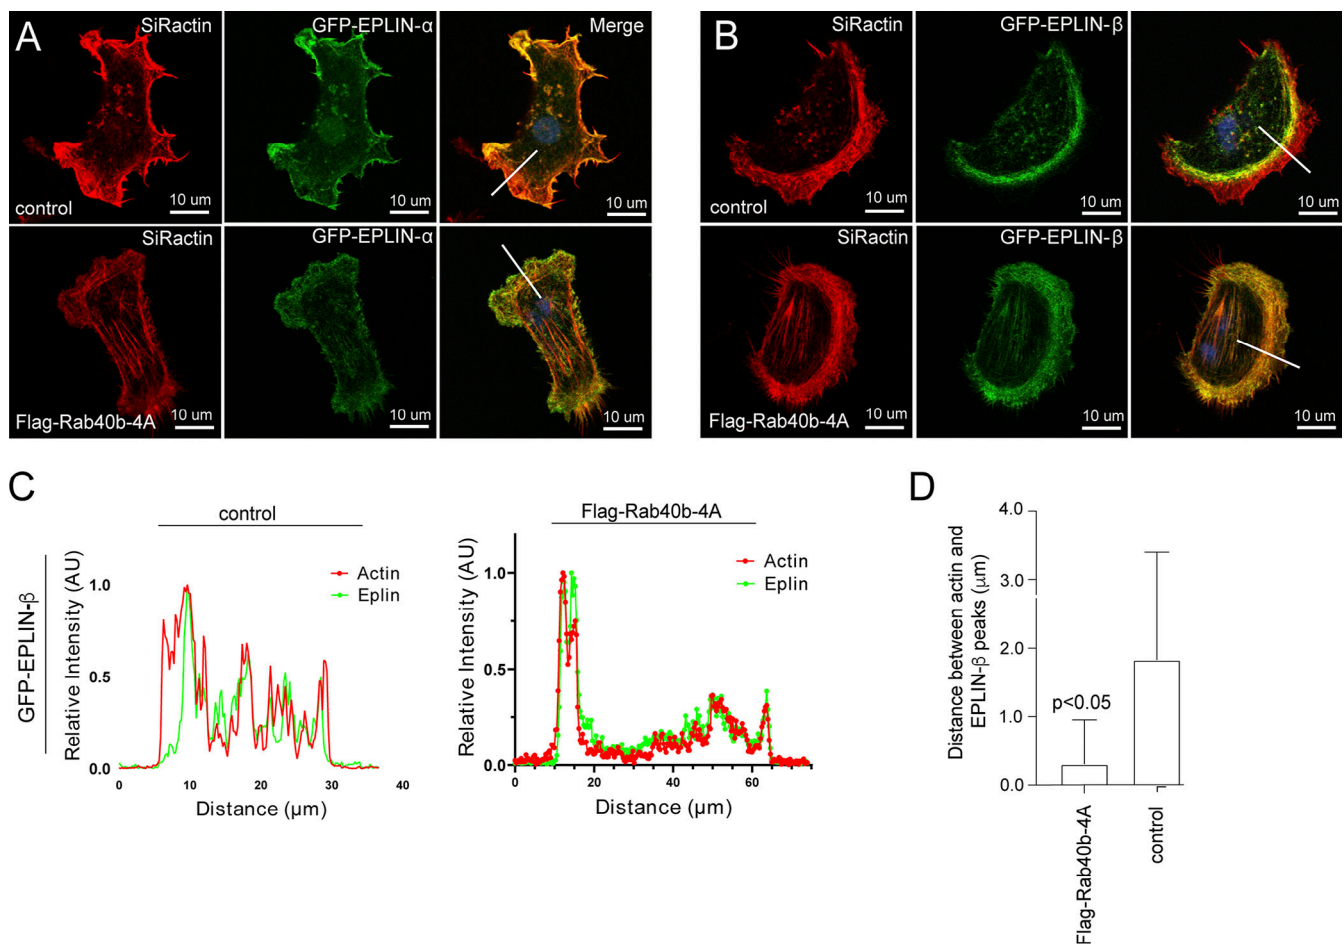 A
SiRactin
GFP-EPLIN-α
Merge
control
10 um
10 um
10 um
SiRactin
GFP-EPLIN-α
Merge
Flag-Rab40b-4A
10 um
10 um
10 um
B
SiRactin
GFP-EPLIN-β
control
10 um
10 um
10 um
SiRactin
GFP-EPLIN-β
Flag-Rab40b-4A
10 um
10 um
10 um
C
GFP-EPLIN-β
control
Relative Intensity (AU)
Actin
Eplin
1.0
0.5
0.0
0
10
20
30
40
Distance (µm)
Flag-Rab40b-4A
Relative Intensity (AU)
Actin
Eplin
1.0
0.5
0.0
0
20
40
60
Distance (µm)
D
Distance between actin and
EPLIN-β peaks (µm)
4.0
3.0
2.0
1.0
0.0
p<0.05
Flag-Rab40b-4A
control